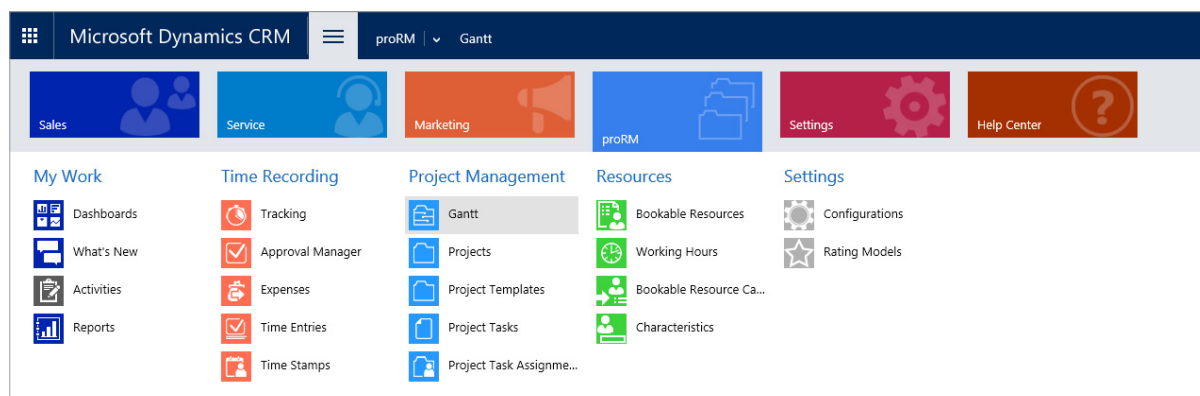 Microsoft Dynamics CRM proRM Gantt
Sales Service Marketing proRM Settings Help Center
?
My Work Time Recording Project Management Resources Settings
Dashboards Tracking Gantt Bookable Resources Configurations
What's New Approval Manager Projects Working Hours Rating Models
Activities Expenses Project Templates Bookable Resource Ca...
Reports Time Entries Project Tasks Characteristics
Time Stamps Project Task Assignme...